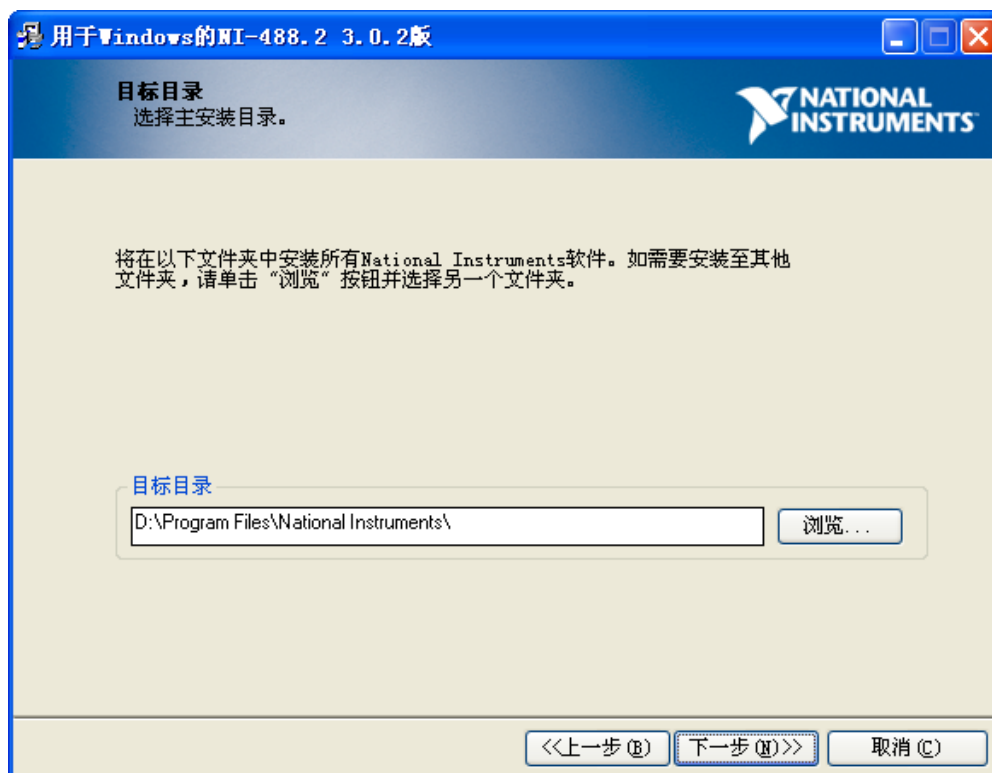 用于Windows的NI-488.2 3.0.2版
目标目录
选择主安装目录。
NATIONAL
INSTRUMENTS
将在以下文件夹中安装所有National Instruments软件。如需要安装至其他
文件夹,请单击“浏览”按钮并选择另一个文件夹。
目标目录
D:\Program Files\National Instruments\
浏览...
<<上一步(B)
下一步(N)>>
取消(C)